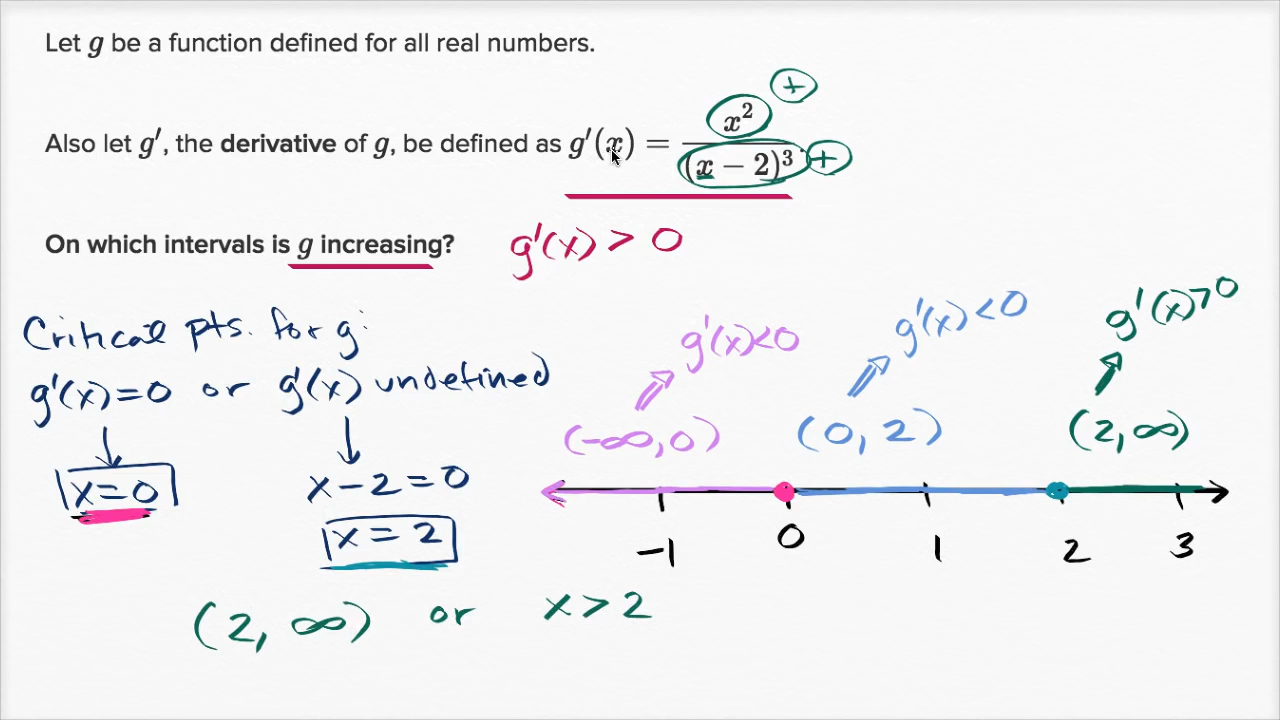 Let g be a function defined for all real numbers.
+
Also let g′, the derivative of g, be defined as g′(x) = x²/(x − 2)³. +
On which intervals is g increasing? g'(x) > 0
Critical pts. for g:
g'(x)=0 or g'(x) undefined
x=0
x-2=0
x=2
g'(x)<0 g'(x)<0 g'(x)>0
(-∞,0) (0, 2) (2, ∞)
-1 0 1 2 3
(2, ∞) or x>2